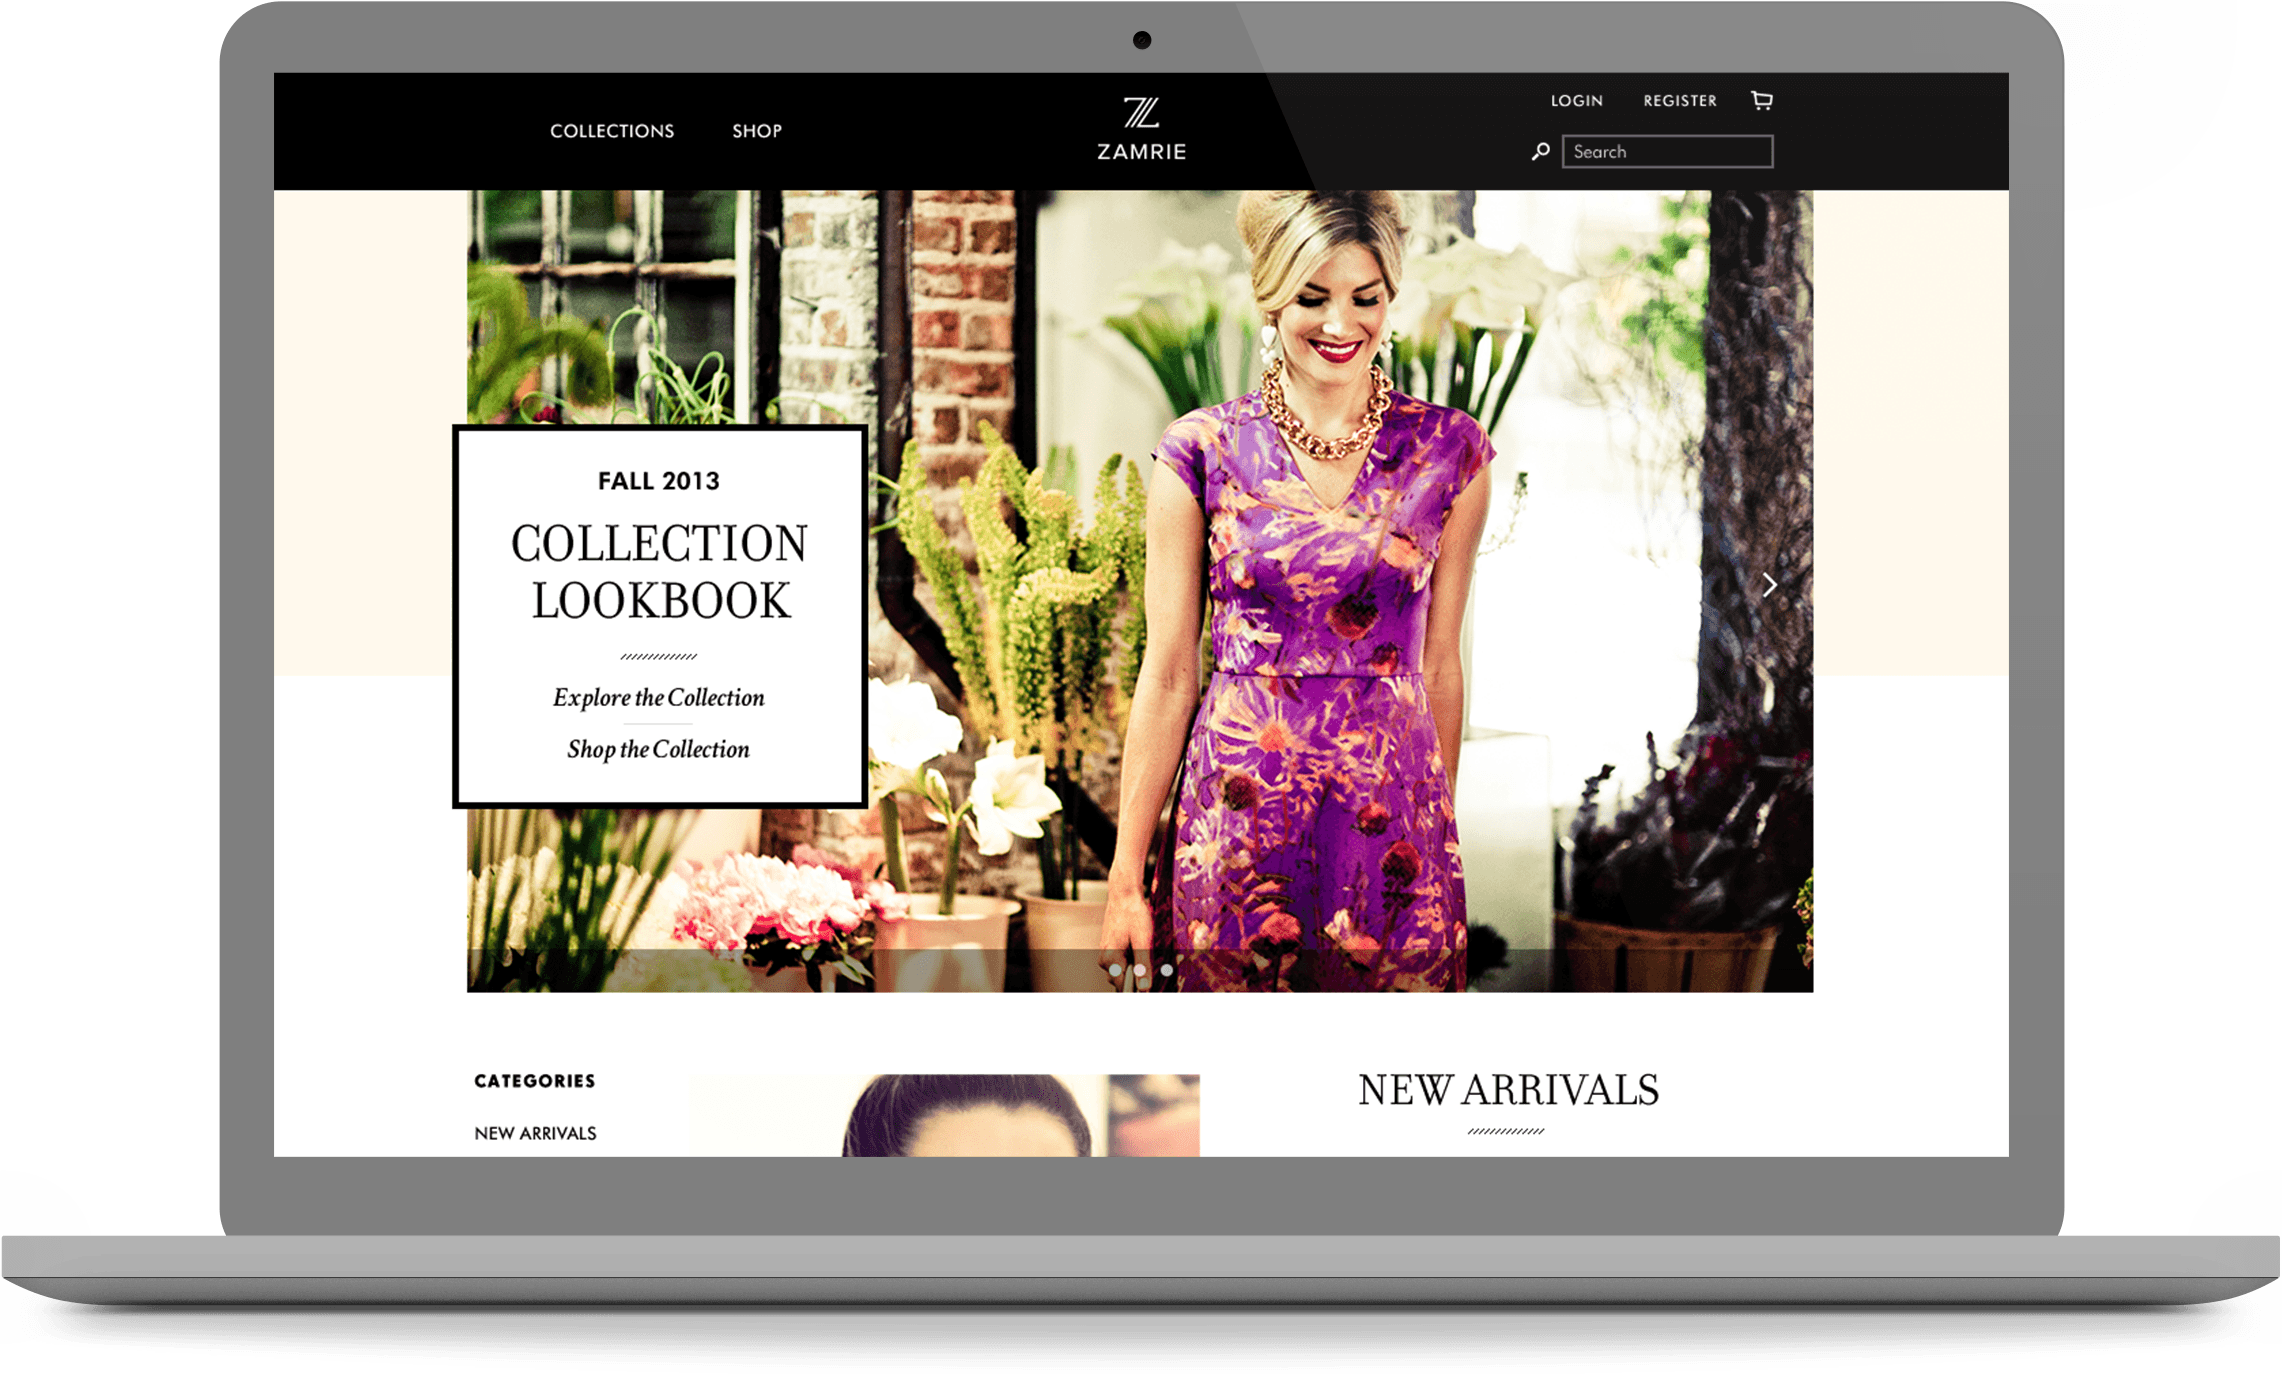 COLLECTIONS
SHOP
ZAMRIE
LOGIN
REGISTER
Search
FALL 2013
COLLECTION
LOOKBOOK
Explore the Collection
Shop the Collection
CATEGORIES
NEW ARRIVALS
NEW ARRIVALS